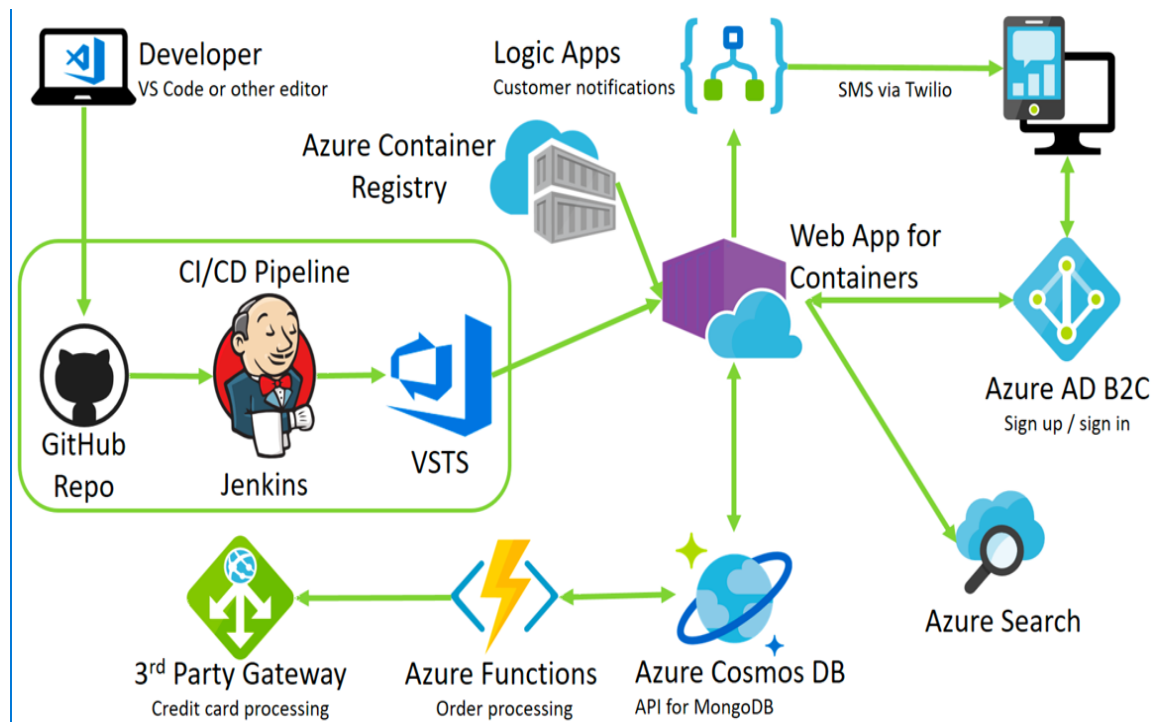 Developer
VS Code or other editor
Logic Apps
Customer notifications
SMS via Twilio
Azure Container
Registry
Web App for
Containers
CI/CD Pipeline
GitHub
Repo
Jenkins
VSTS
Azure AD B2C
Sign up / sign in
Azure Search
3rd Party Gateway
Credit card processing
Azure Functions
Order processing
Azure Cosmos DB
API for MongoDB